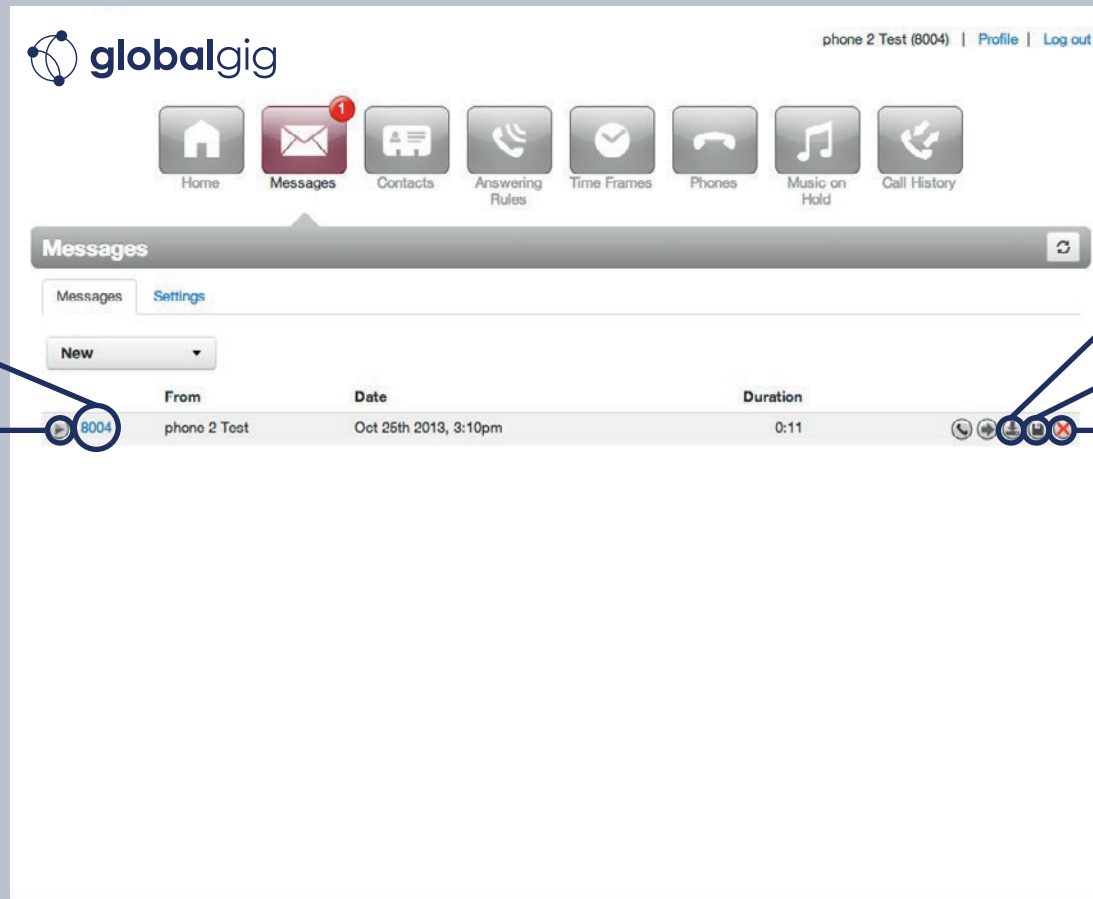 globalgig
phone 2 Test (8004) | Profile | Log out
1
Home
Messages
Contacts
Answering Rules
Time Frames
Phones
Music on Hold
Call History
Messages
Messages Settings
New
From Date Duration
8004 phone 2 Test Oct 25th 2013, 3:10pm 0:11